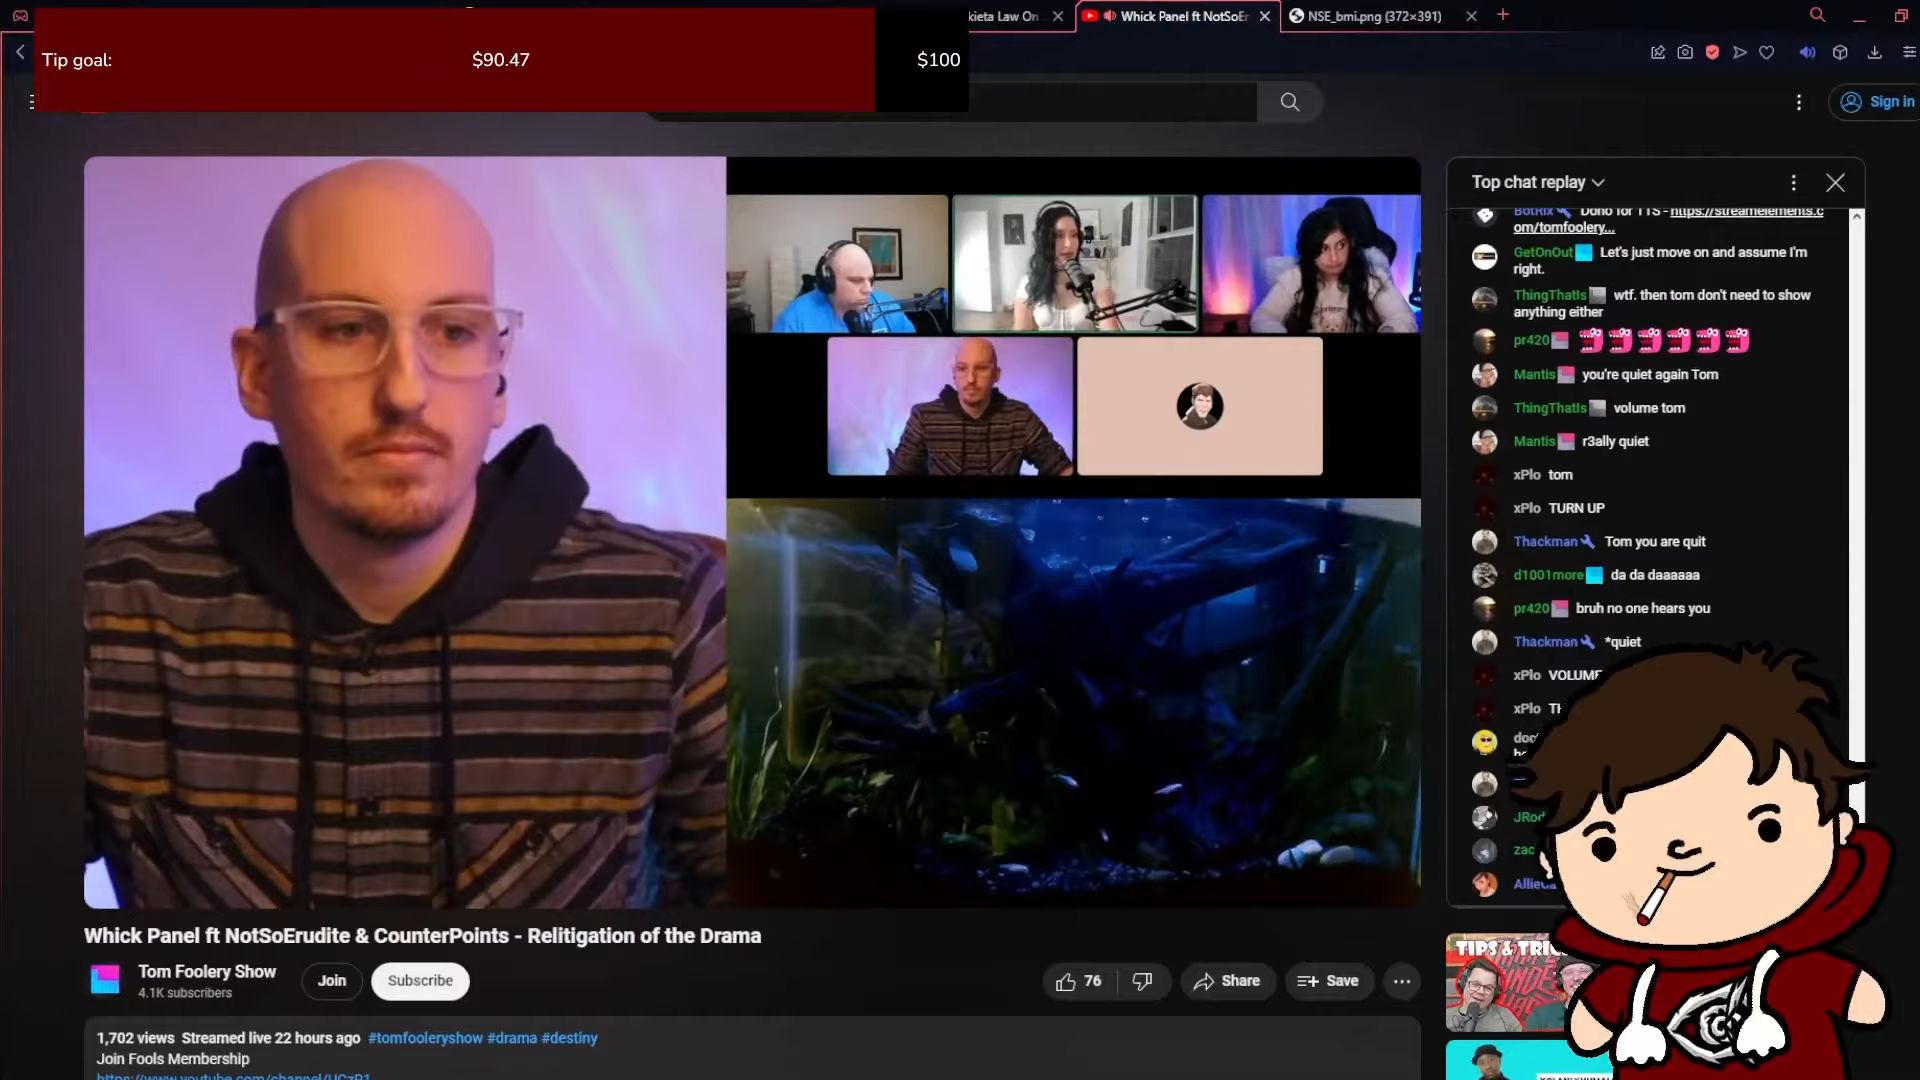 kieta Law On
Whick Panel ft NotSoEr
NSE_bmi.png (372×391)
Tip goal:
$90.47
$100
Sign in
Top chat replay
BotRix Dono for TTS - https://streamelements.c
om/tomfoolery...
GetOnOut Let's just move on and assume I'm
right.
ThingThatIs wtf. then tom don't need to show
anything either
pr420
Mantis you're quiet again Tom
ThingThatIs volume tom
Mantis r3ally quiet
xPlo tom
xPlo TURN UP
Thackman Tom you are quit
d1001more da da daaaaaa
pr420 bruh no one hears you
Thackman *quiet
xPlo VOLUME
xPlo
JRod
zac
TIPS & TRI
Whick Panel ft NotSoErudite & CounterPoints - Relitigation of the Drama
Tom Foolery Show
4.1K subscribers
Join
Subscribe
76
Share
Save
1,702 views Streamed live 22 hours ago #tomfooleryshow #drama #destiny
Join Fools Membership